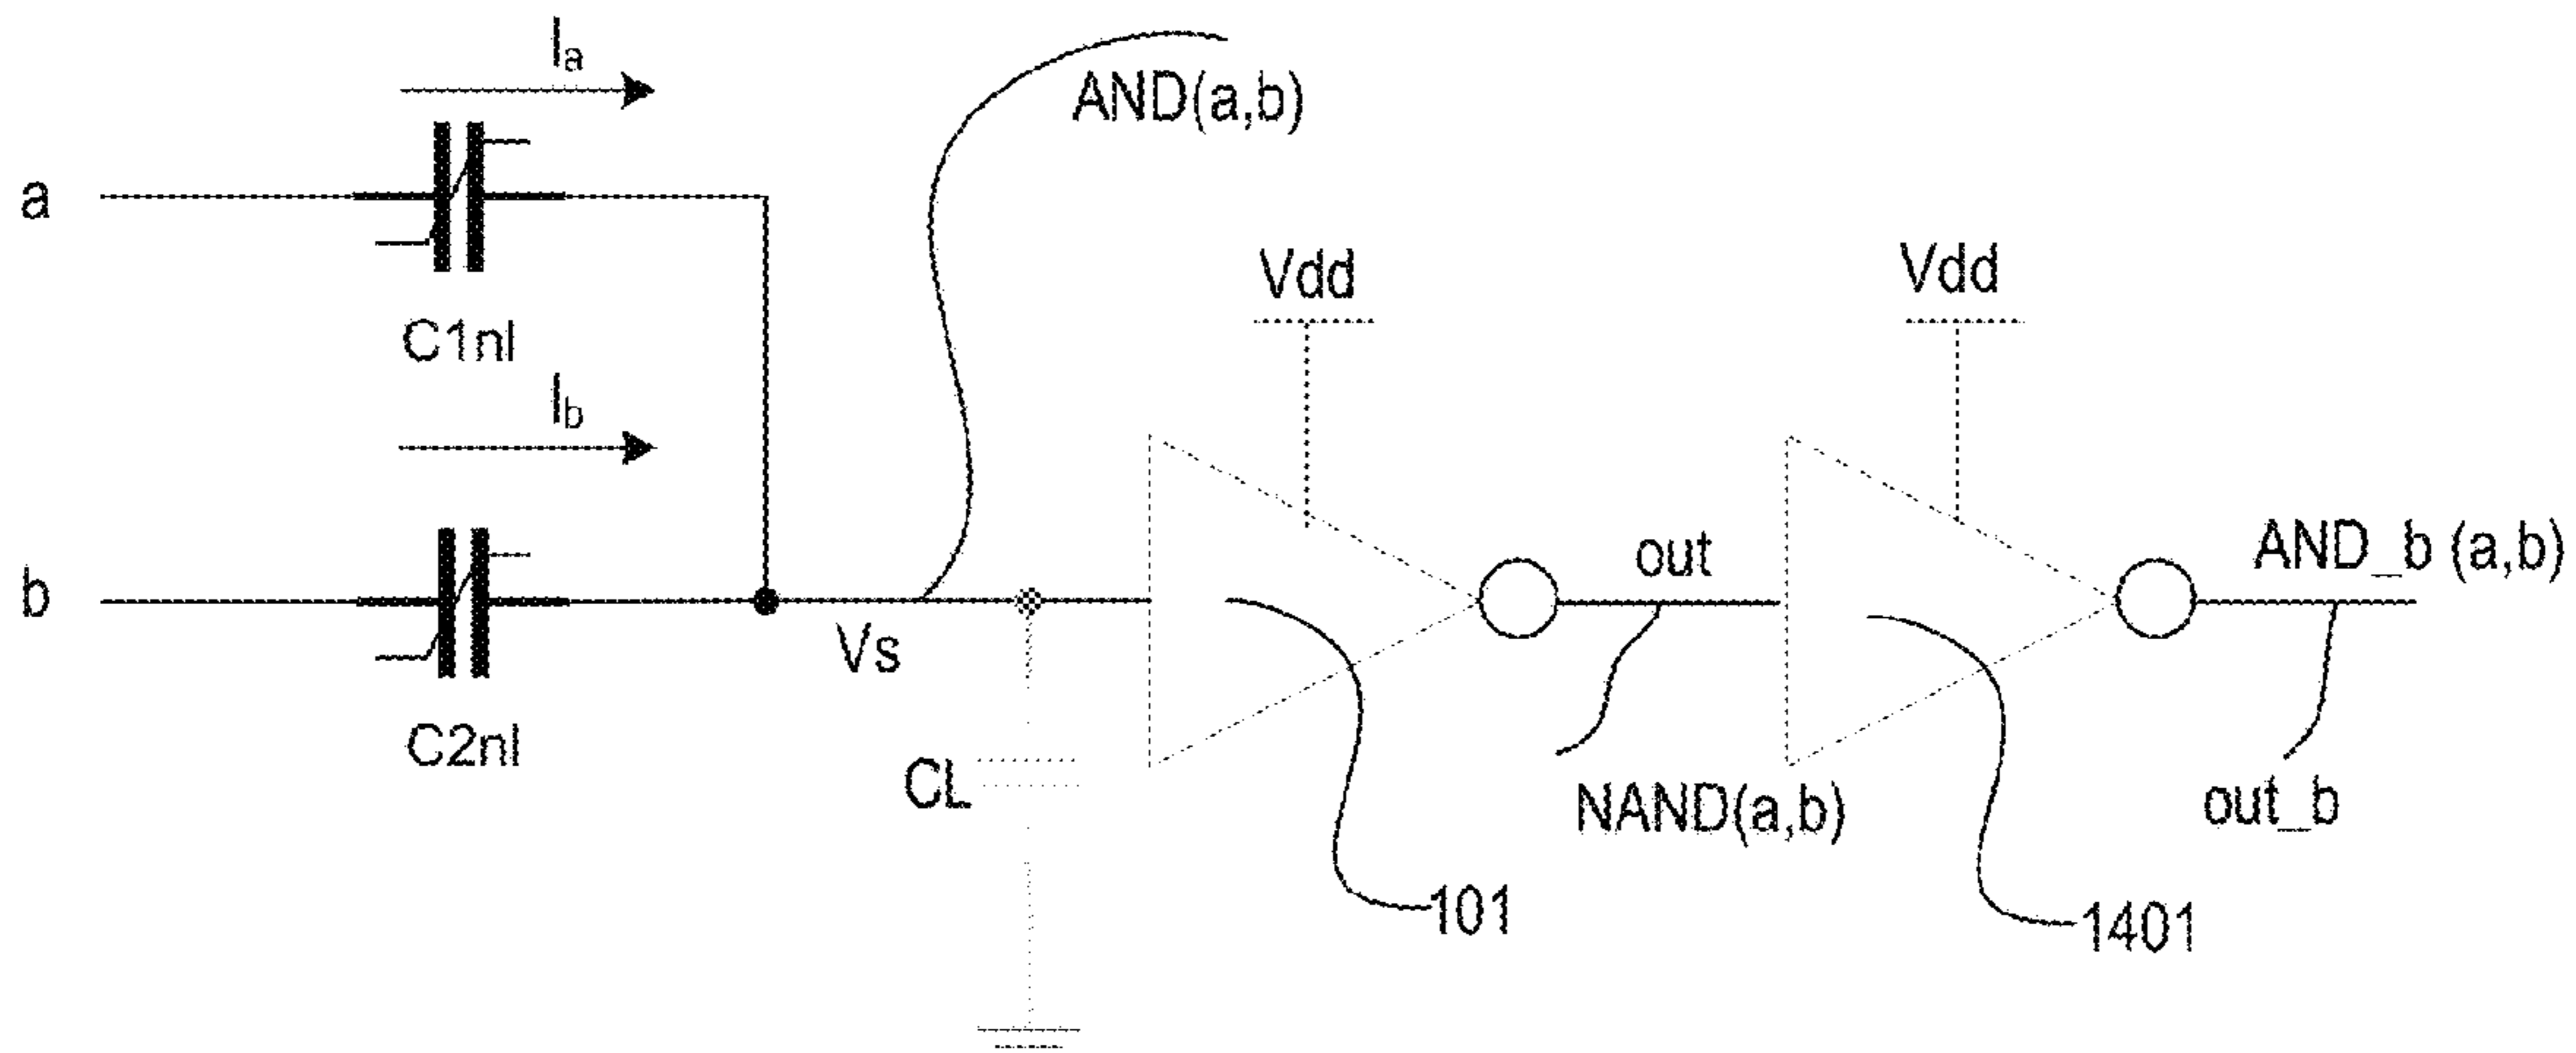 Ia
AND(a,b)
a
Vdd
Vdd
C1nl
Ib
out
AND_b (a,b)
b
Vs
C2nl
CL
NAND(a,b)
out_b
101
1401